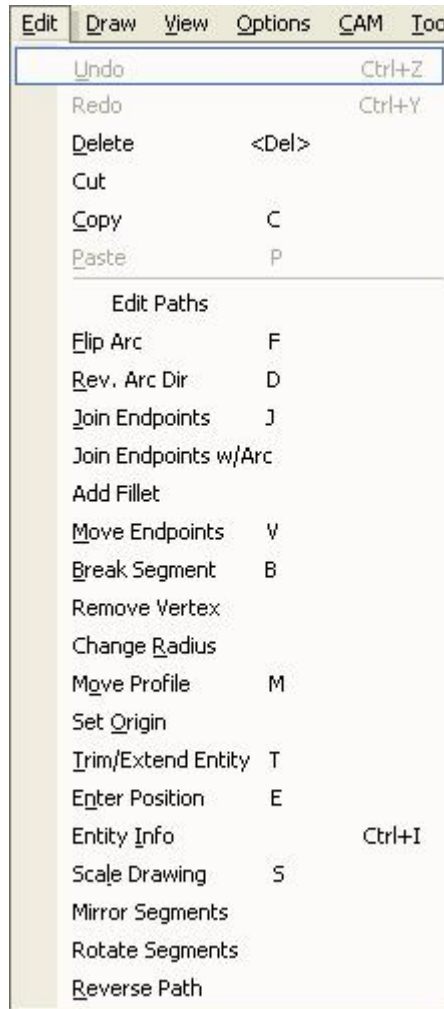 Edit Draw View Options CAM Too
Undo Ctrl+Z
Redo Ctrl+Y
Delete <Del>
Cut
Copy C
Paste P
Edit Paths
Flip Arc F
Rev. Arc Dir D
Join Endpoints J
Join Endpoints w/Arc
Add Fillet
Move Endpoints V
Break Segment B
Remove Vertex
Change Radius
Move Profile M
Set Origin
Trim/Extend Entity T
Enter Position E
Entity Info Ctrl+I
Scale Drawing S
Mirror Segments
Rotate Segments
Reverse Path